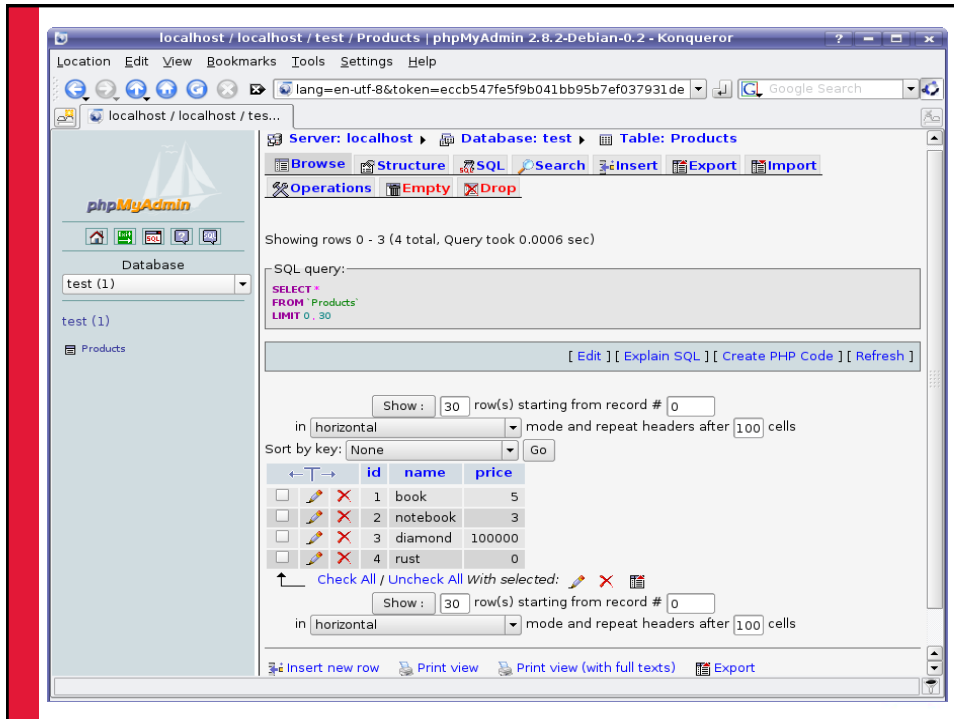 localhost / localhost / test / Products | phpMyAdmin 2.8.2-Debian-0.2 - Konqueror
Location Edit View Bookmarks Tools Settings Help
lang=en-utf-8&token=eccb547fe5f9b041bb95b7ef037931de Google Search
localhost / localhost / tes...
phpMyAdmin
SQL
Database
test (1)
test (1)
Products
Server: localhost Database: test Table: Products
Browse Structure SQL Search Insert Export Import
Operations Empty Drop
Showing rows 0 - 3 (4 total, Query took 0.0006 sec)
SQL query:
SELECT *
FROM `Products`
LIMIT 0 , 30
[ Edit ] [ Explain SQL ] [ Create PHP Code ] [ Refresh ]
Show : 30 row(s) starting from record # 0
in horizontal mode and repeat headers after 100 cells
Sort by key: None Go
←T→ id name price
1 book 5
2 notebook 3
3 diamond 100000
4 rust 0
Check All / Uncheck All With selected:
Show : 30 row(s) starting from record # 0
in horizontal mode and repeat headers after 100 cells
Insert new row Print view Print view (with full texts) Export